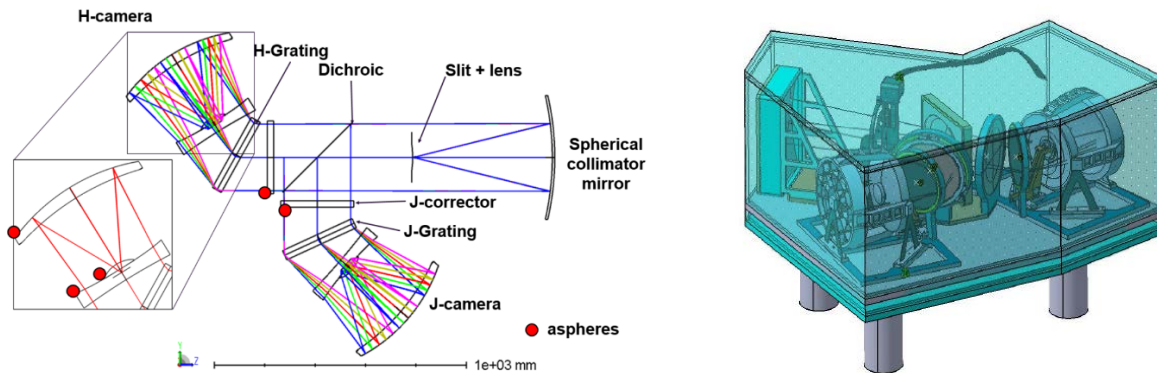 H-camera
H-Grating
Dichroic
Slit + lens
Spherical
collimator
mirror
J-corrector
J-Grating
J-camera
aspheres
Y
Z
1e+03 mm